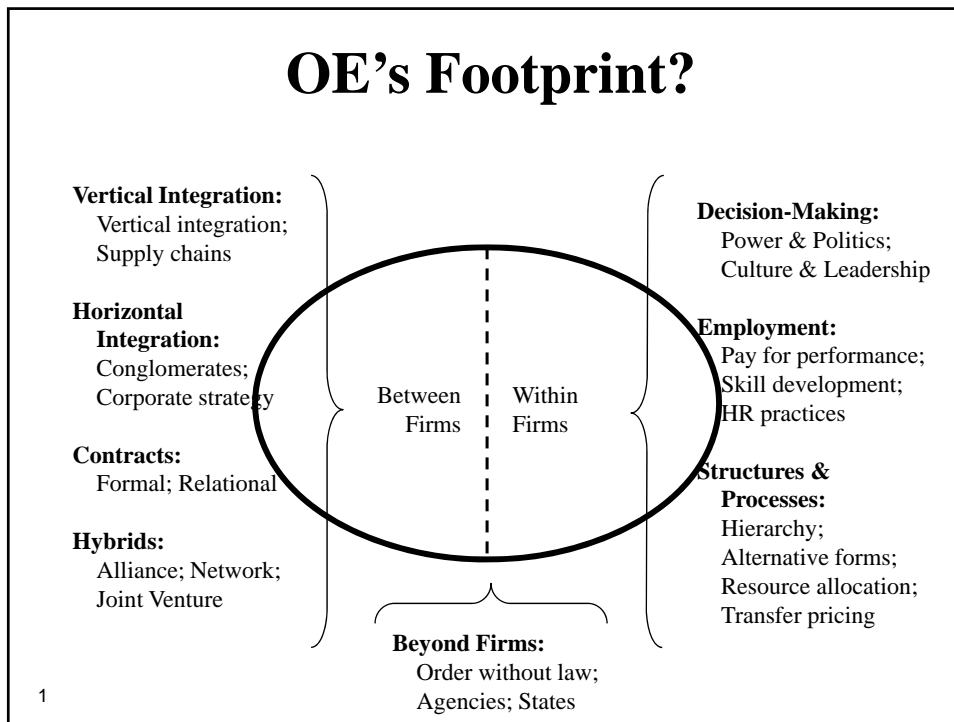 OE’s Footprint?
Vertical Integration:
Vertical integration;
Supply chains
Horizontal
Integration:
Conglomerates;
Corporate strategy
Contracts:
Formal; Relational
Hybrids:
Alliance; Network;
Joint Venture
Between
Firms
Within
Firms
Decision-Making:
Power & Politics;
Culture & Leadership
Employment:
Pay for performance;
Skill development;
HR practices
Structures &
Processes:
Hierarchy;
Alternative forms;
Resource allocation;
Transfer pricing
Beyond Firms:
Order without law;
Agencies; States
1